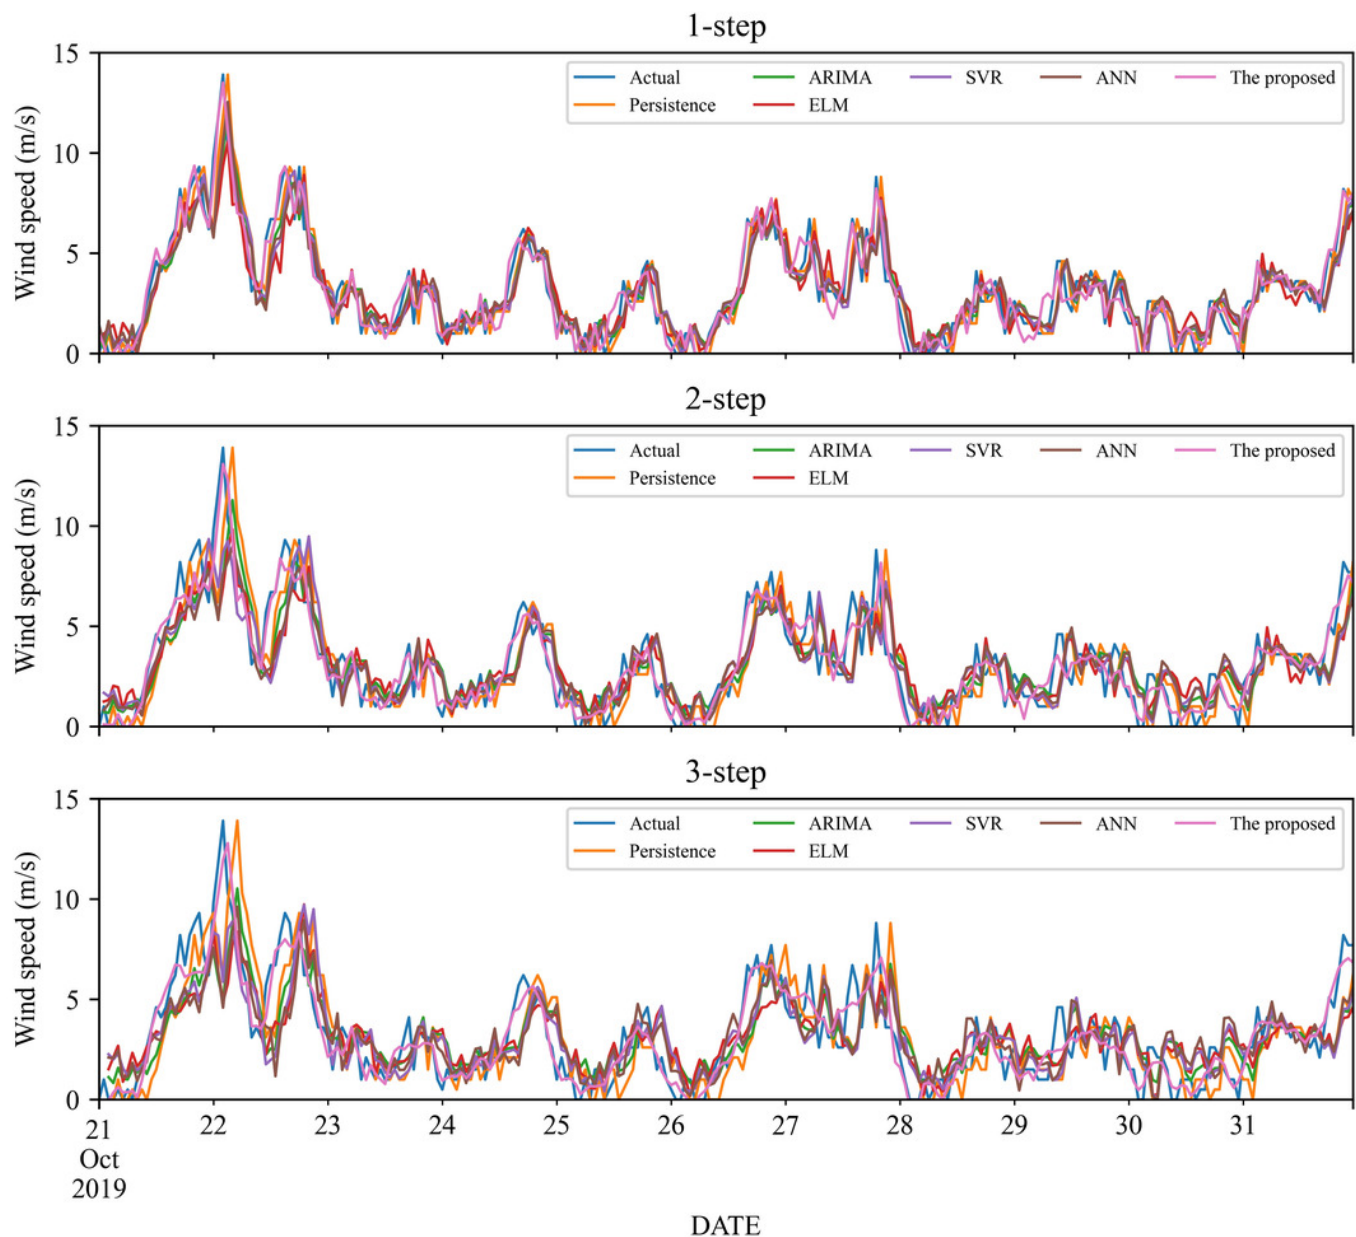 1-step
15
10
5
0
Wind speed (m/s)
Actual ARIMA SVR ANN The proposed
Persistence ELM
2-step
15
10
5
0
Wind speed (m/s)
Actual ARIMA SVR ANN The proposed
Persistence ELM
3-step
15
10
5
0
Wind speed (m/s)
Actual ARIMA SVR ANN The proposed
Persistence ELM
21 22 23 24 25 26 27 28 29 30 31
Oct
2019
DATE